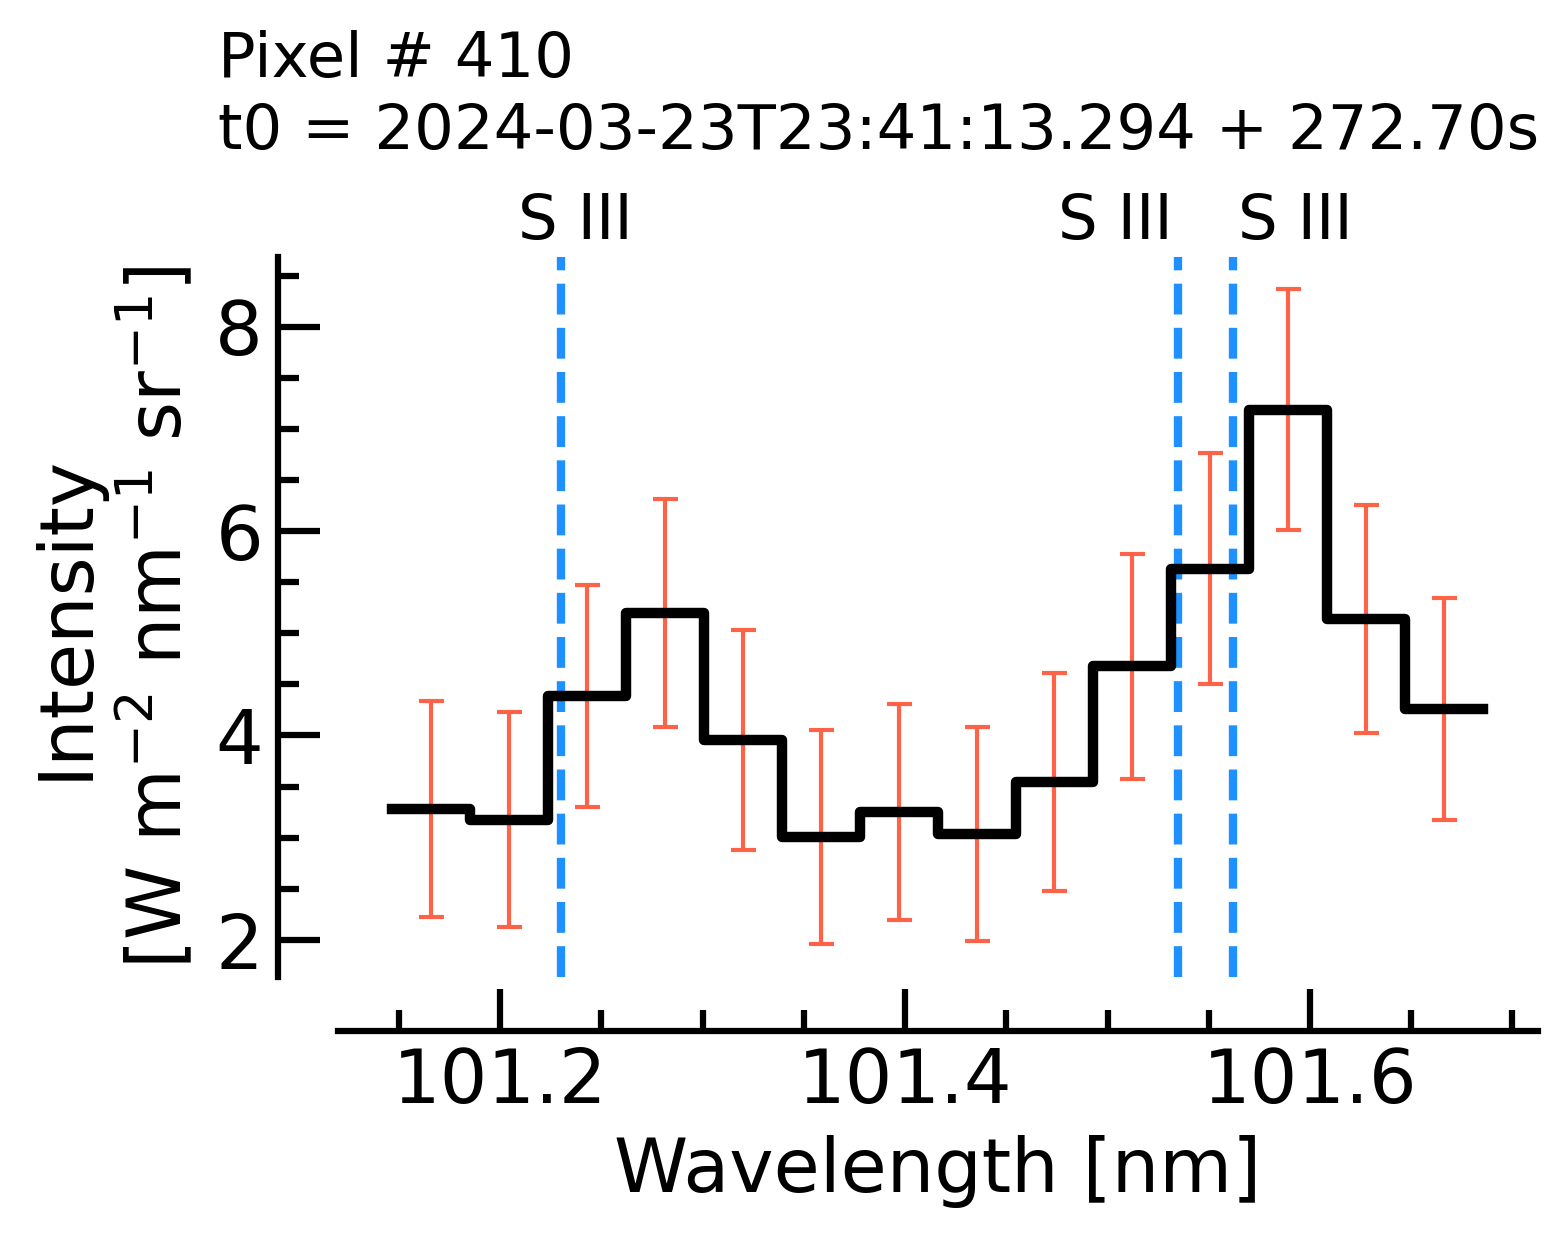 Pixel # 410
t0 = 2024-03-23T23:41:13.294 + 272.70s
S III S III S III
Intensity
[W m⁻² nm⁻¹ sr⁻¹]
8
6
4
2
101.2 101.4 101.6
Wavelength [nm]